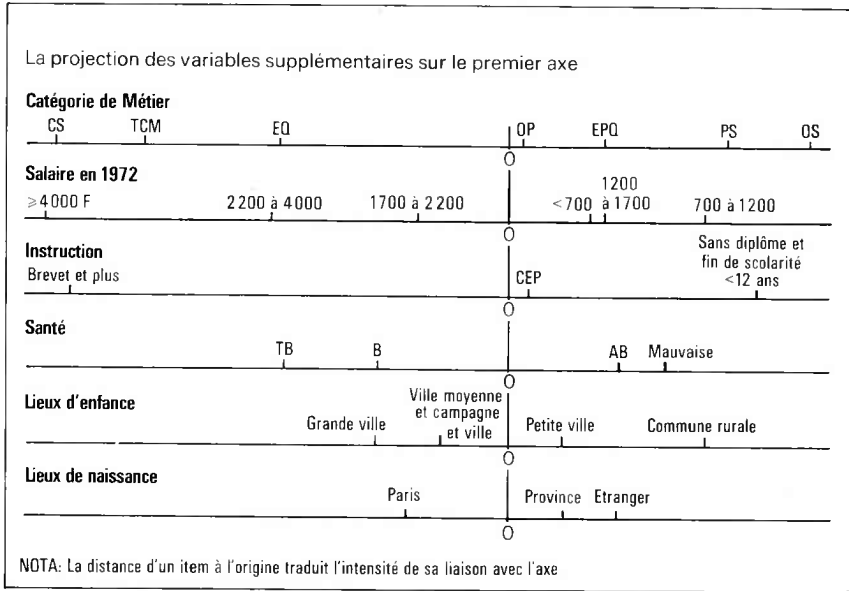 La projection des variables supplémentaires sur le premier axe
Catégorie de Métier
CS TCM EQ OP EPQ PS OS
O
Salaire en 1972
1200
⩾4000 F 2200 à 4000 1700 à 2200 <700 à 1700 700 à 1200
O
Instruction
Sans diplôme et
fin de scolarité
<12 ans
Brevet et plus CEP
O
Santé
TB B AB Mauvaise
O
Lieux d'enfance
Ville moyenne
et campagne
et ville
Grande ville Petite ville Commune rurale
O
Lieux de naissance
Paris Province Etranger
O
NOTA: La distance d'un item à l'origine traduit l'intensité de sa liaison avec l'axe